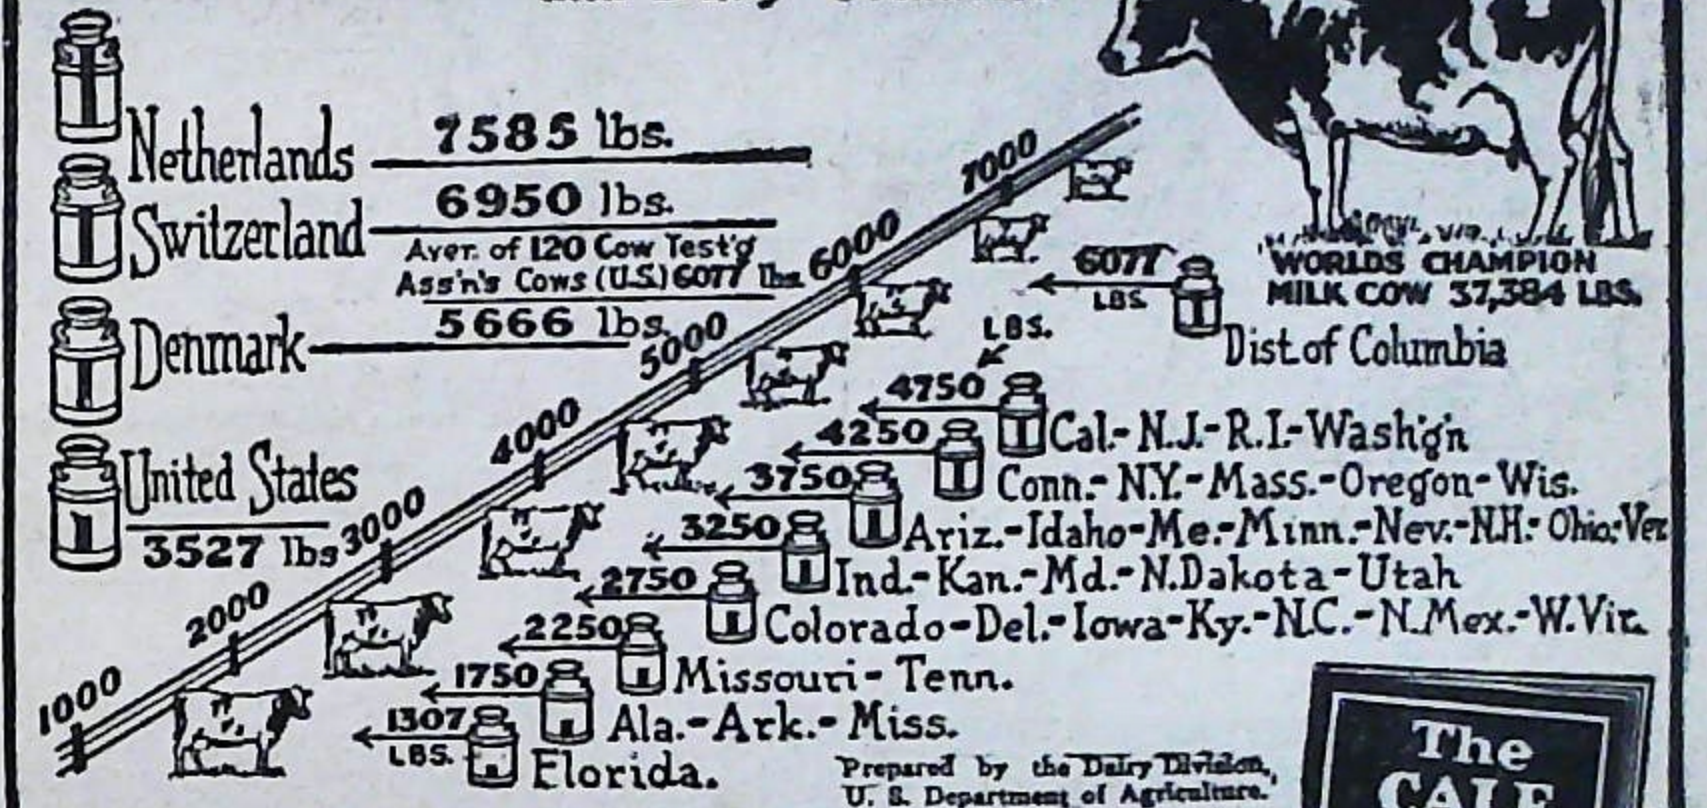 Netherlands 7585 lbs.
Switzerland 6950 lbs.
Aver. of 120 Cow Test'g
Ass'n's Cows (U.S.) 6077 lbs.
Denmark 5666 lbs.
United States
3527 lbs
7000
6000
5000
4000
3000
2000
1000
WORLDS CHAMPION
MILK COW 37,384 LBS.
6077
LBS.
Dist. of Columbia
LBS.
4750 Cal.-N.J.-R.I.-Wash'g'n
4250 Conn.-N.Y.-Mass.-Oregon-Wis.
3750 Ariz.-Idaho-Me.-Minn.-Nev.-N.H.-Ohio.-Ver.
3250 Ind.-Kan.-Md.-N.Dakota-Utah
2750 Colorado-Del.-Iowa-Ky.-N.C.-N.Mex.-W.Vir.
2250 Missouri-Tenn.
1750 Ala.-Ark.-Miss.
1307
LBS.
Florida.
Prepared by the Dairy Division,
U. S. Department of Agriculture.
The